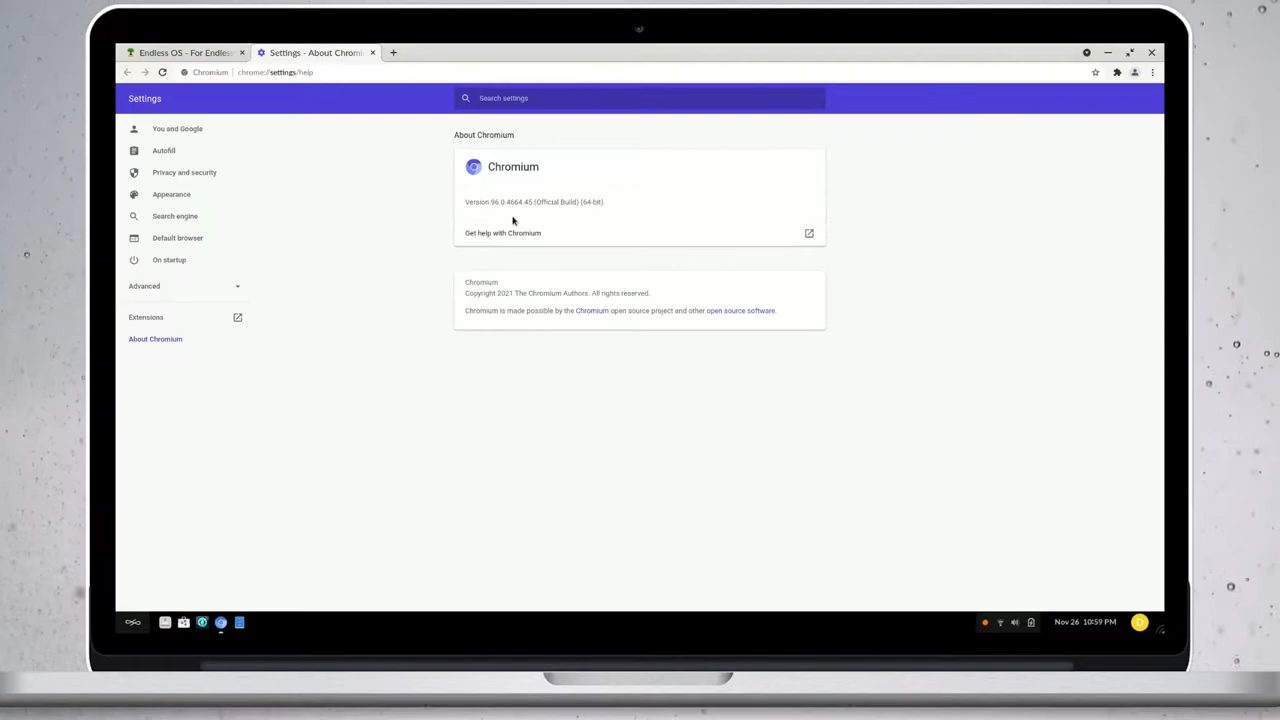 Endless OS - For Endless
Settings - About Chromi
Chromium
chrome://settings/help
Settings
Search settings
You and Google
Autofill
Privacy and security
Appearance
Search engine
Default browser
On startup
Advanced
Extensions
About Chromium
About Chromium
Chromium
Version 96.0.4664.45 (Official Build) (64-bit)
Get help with Chromium
Chromium
Copyright 2021 The Chromium Authors. All rights reserved.
Chromium is made possible by the Chromium open source project and other open source software.
Nov 26 10:59 PM
D